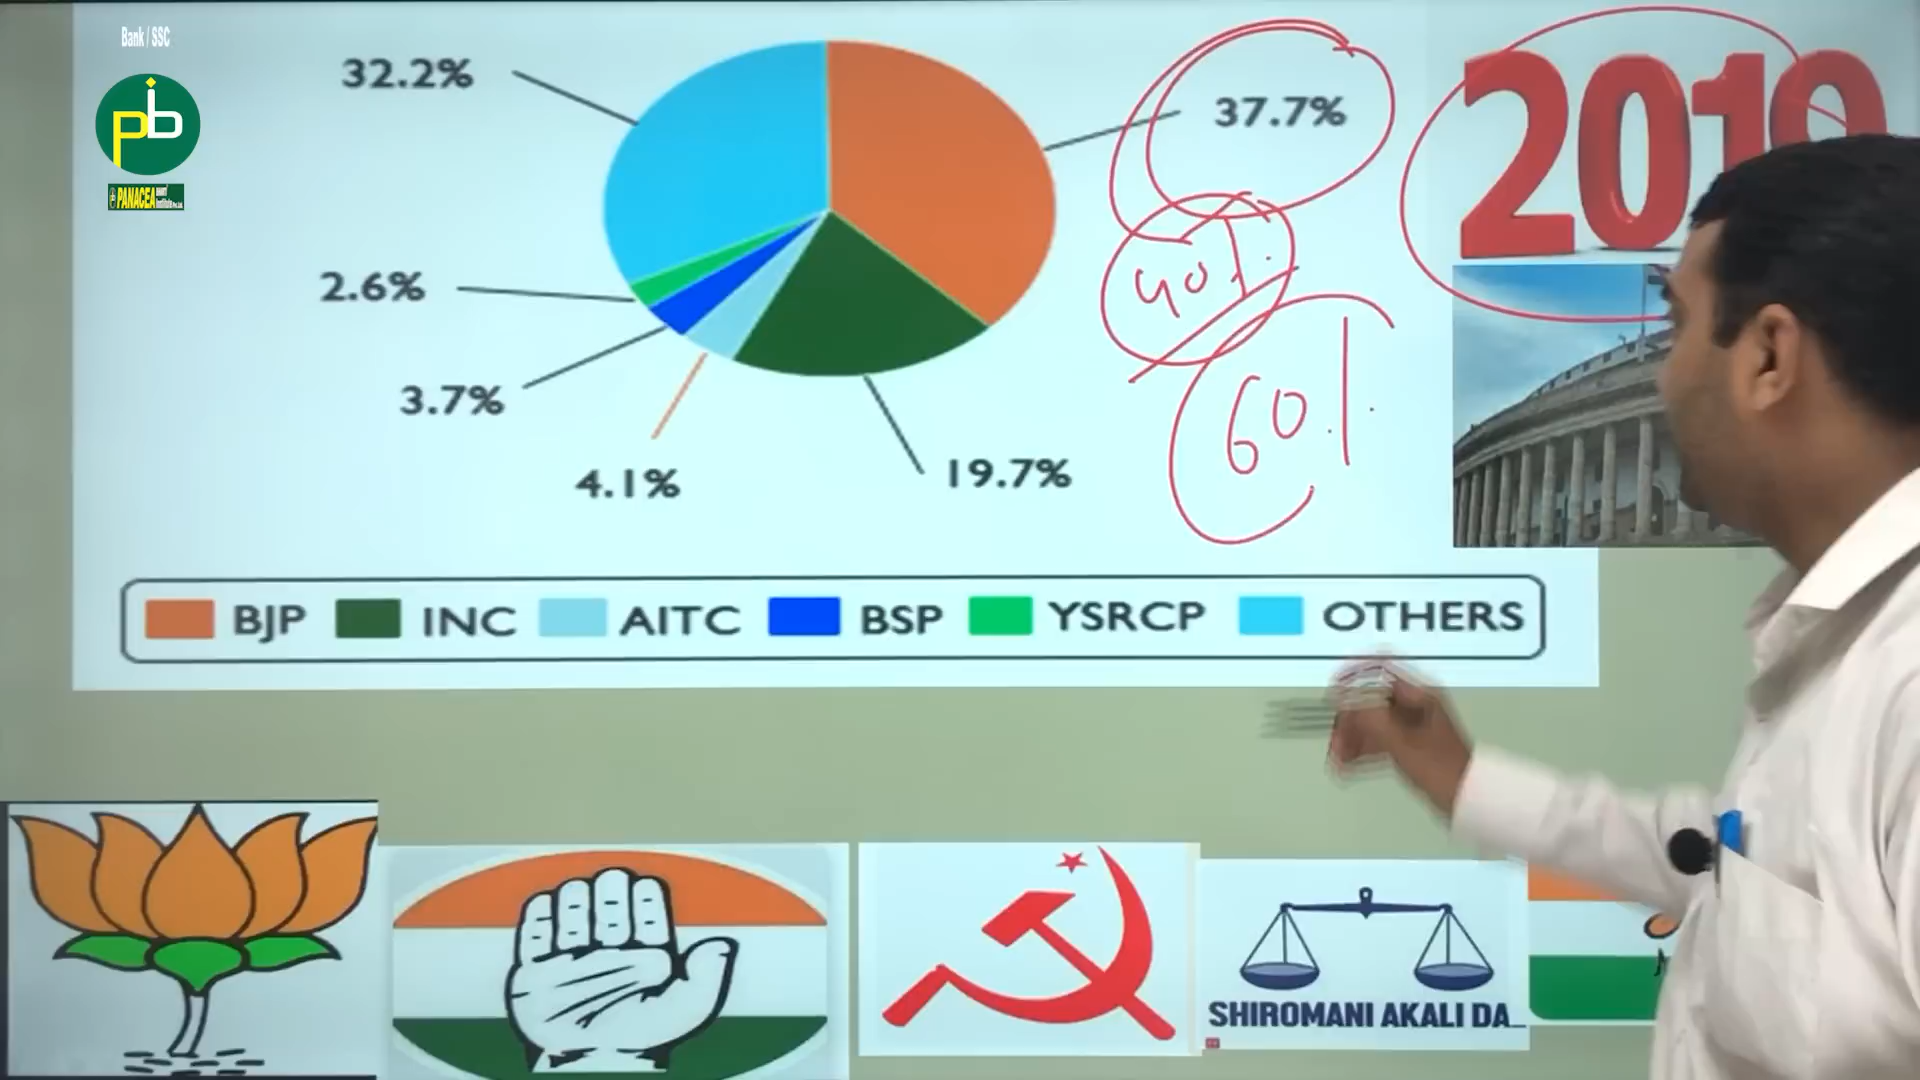 Bank / SSC
pib
PANACEA
32.2%
37.7%
2019
40%
2.6%
60%
3.7%
4.1%
19.7%
BJP INC AITC BSP YSRCP OTHERS
SHIROMANI AKALI DA